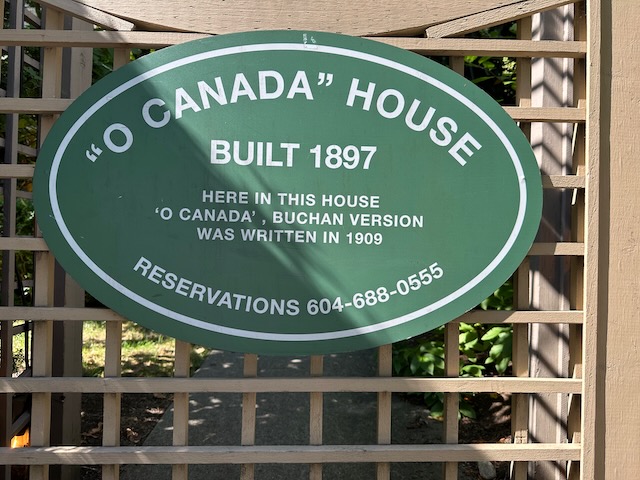 “O CANADA” HOUSE
BUILT 1897
HERE IN THIS HOUSE
‘O CANADA’ , BUCHAN VERSION
WAS WRITTEN IN 1909
RESERVATIONS 604-688-0555